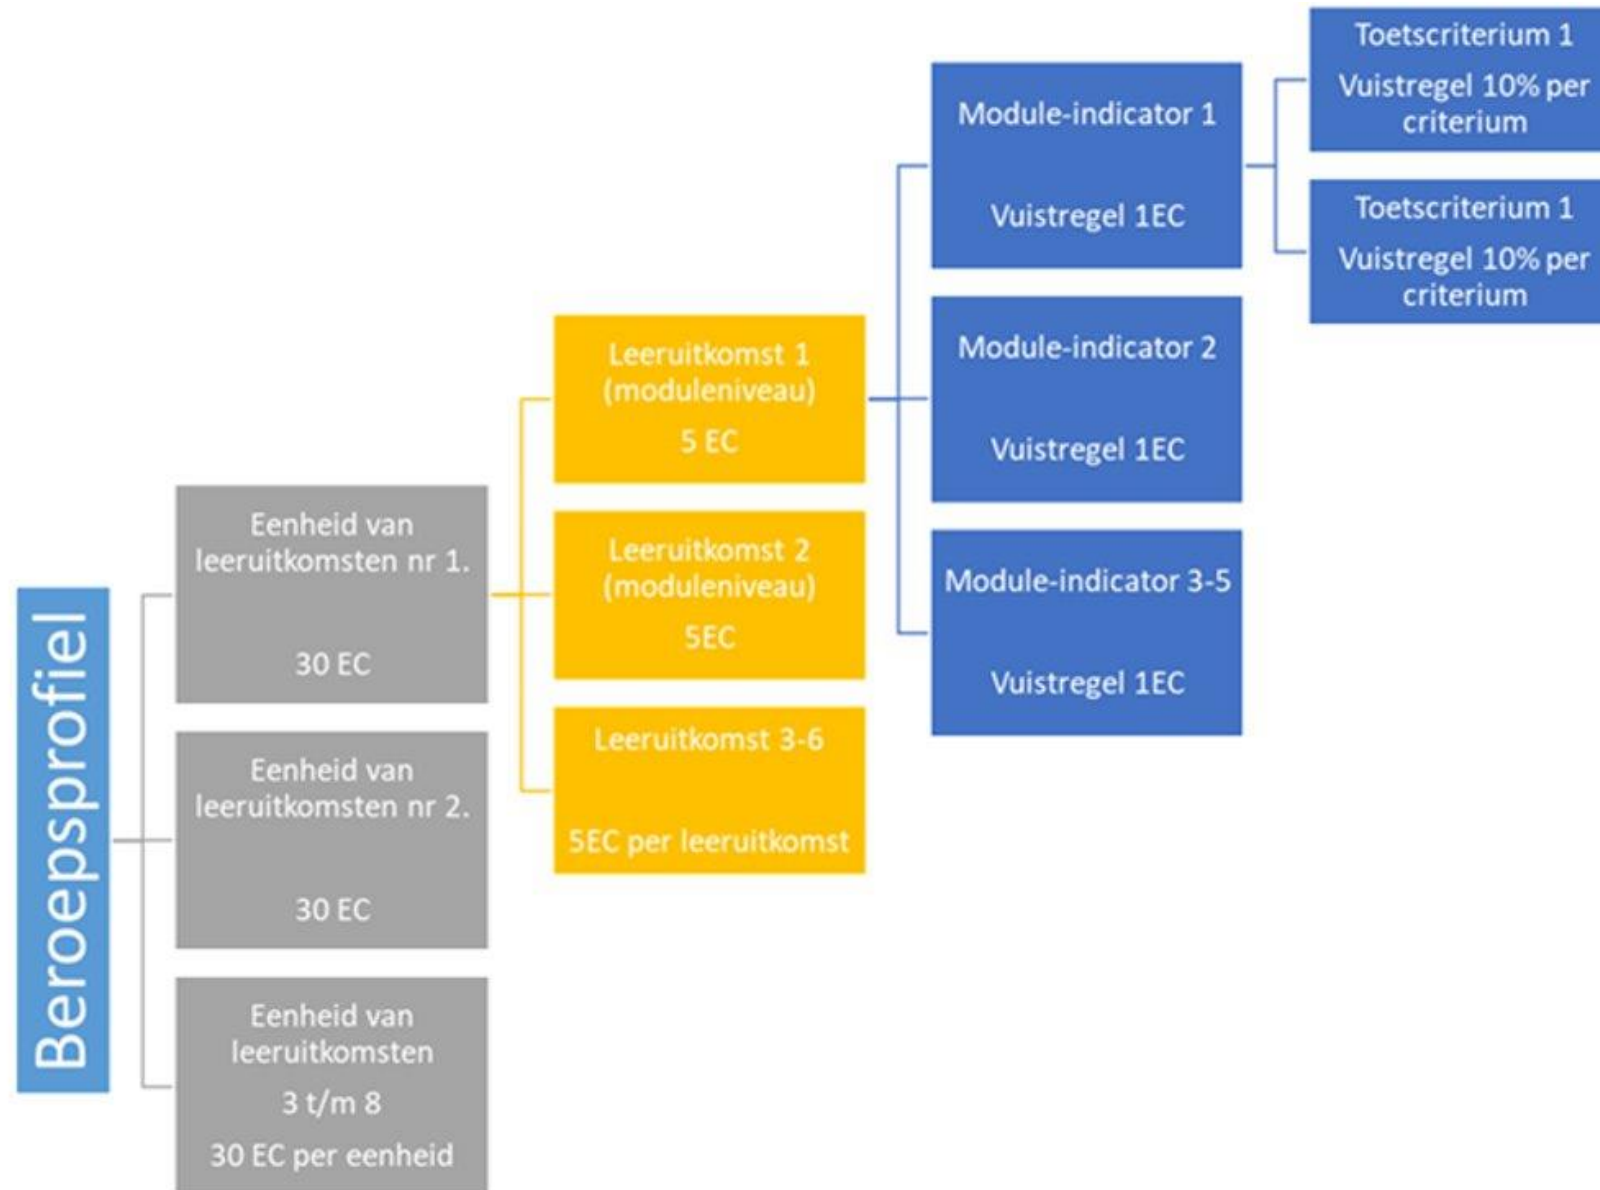 Beroepsprofiel
Eenheid van
leeruitkomsten nr 1.
30 EC
Eenheid van
leeruitkomsten nr 2.
30 EC
Eenheid van
leeruitkomsten
3 t/m 8
30 EC per eenheid
Leeruitkomst 1
(moduleniveau)
5 EC
Leeruitkomst 2
(moduleniveau)
5EC
Leeruitkomst 3-6
5EC per leeruitkomst
Module-indicator 1
Vuistregel 1EC
Module-indicator 2
Vuistregel 1EC
Module-indicator 3-5
Vuistregel 1EC
Toetscriterium 1
Vuistregel 10% per
criterium
Toetscriterium 1
Vuistregel 10% per
criterium